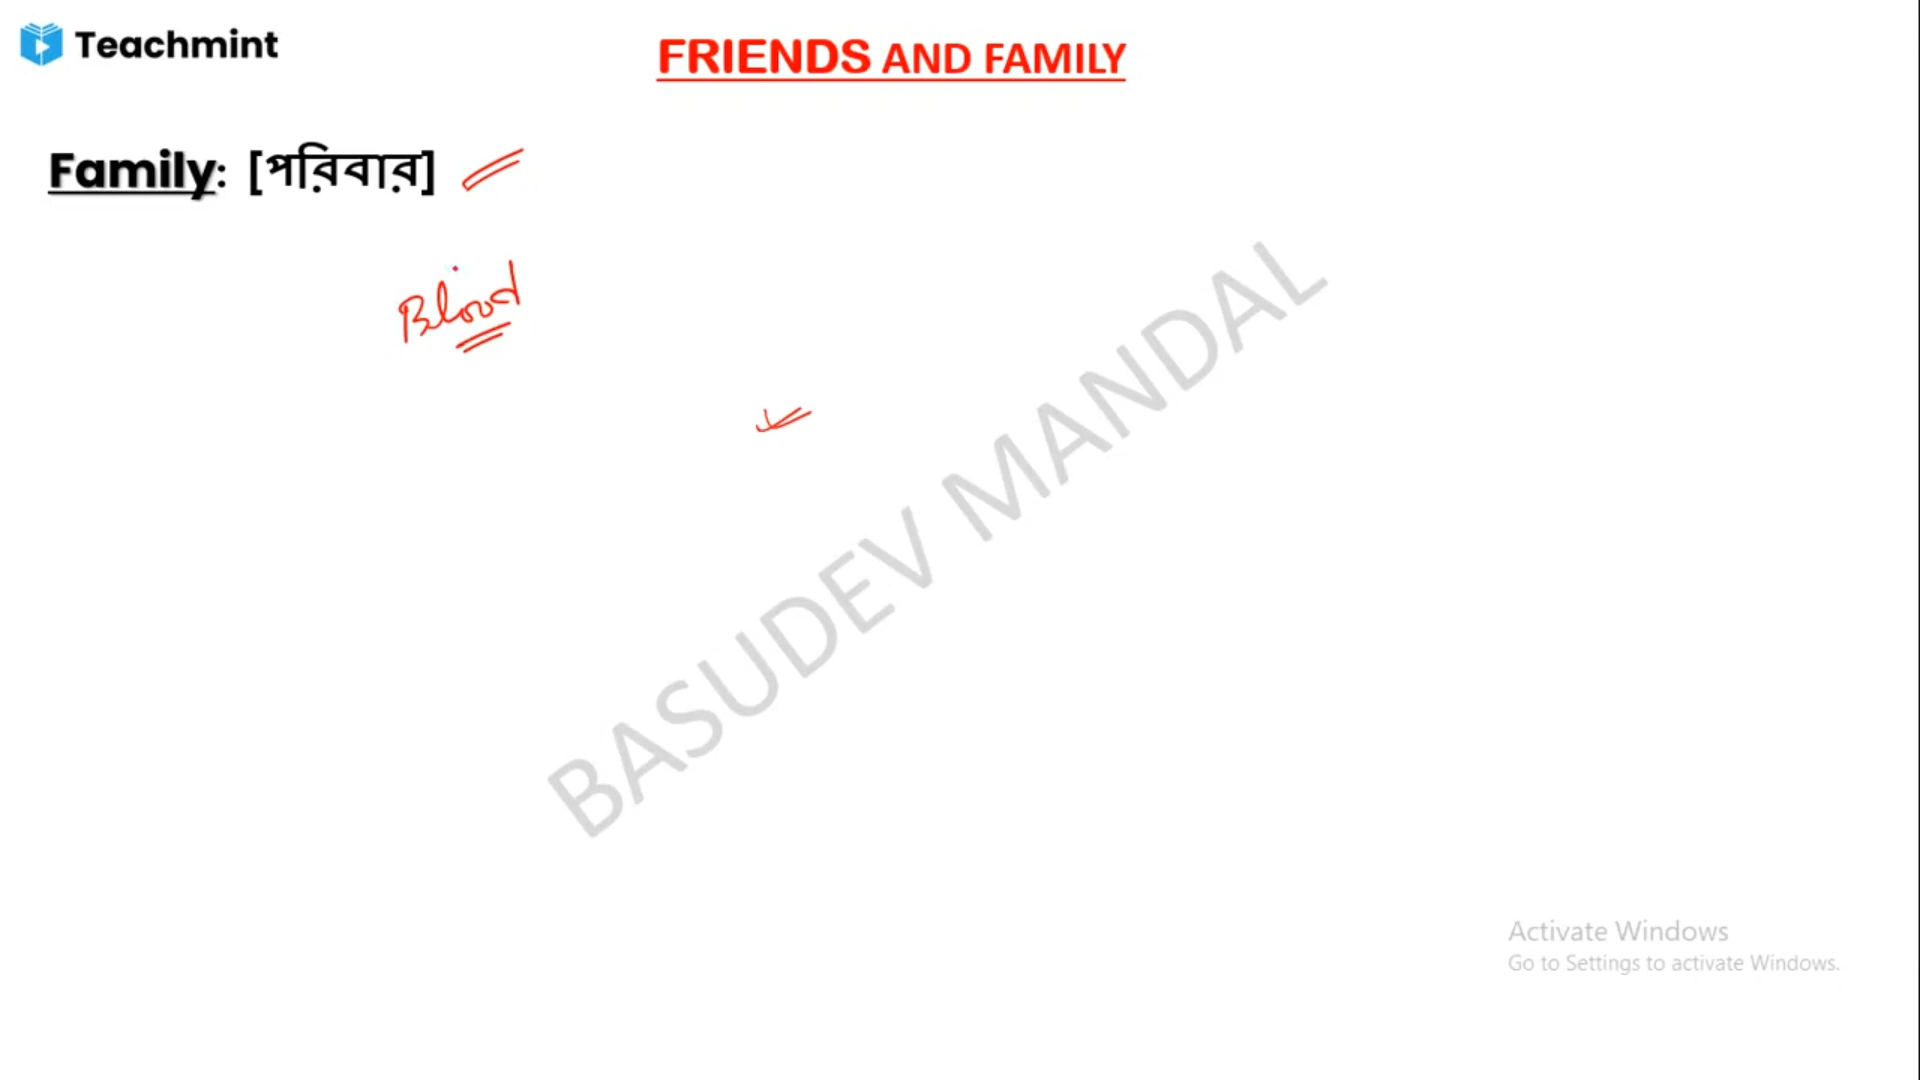 Teachmint
FRIENDS AND FAMILY
Family: [পরিবার]
Blood
BASUDEV MANDAL
Activate Windows
Go to Settings to activate Windows.